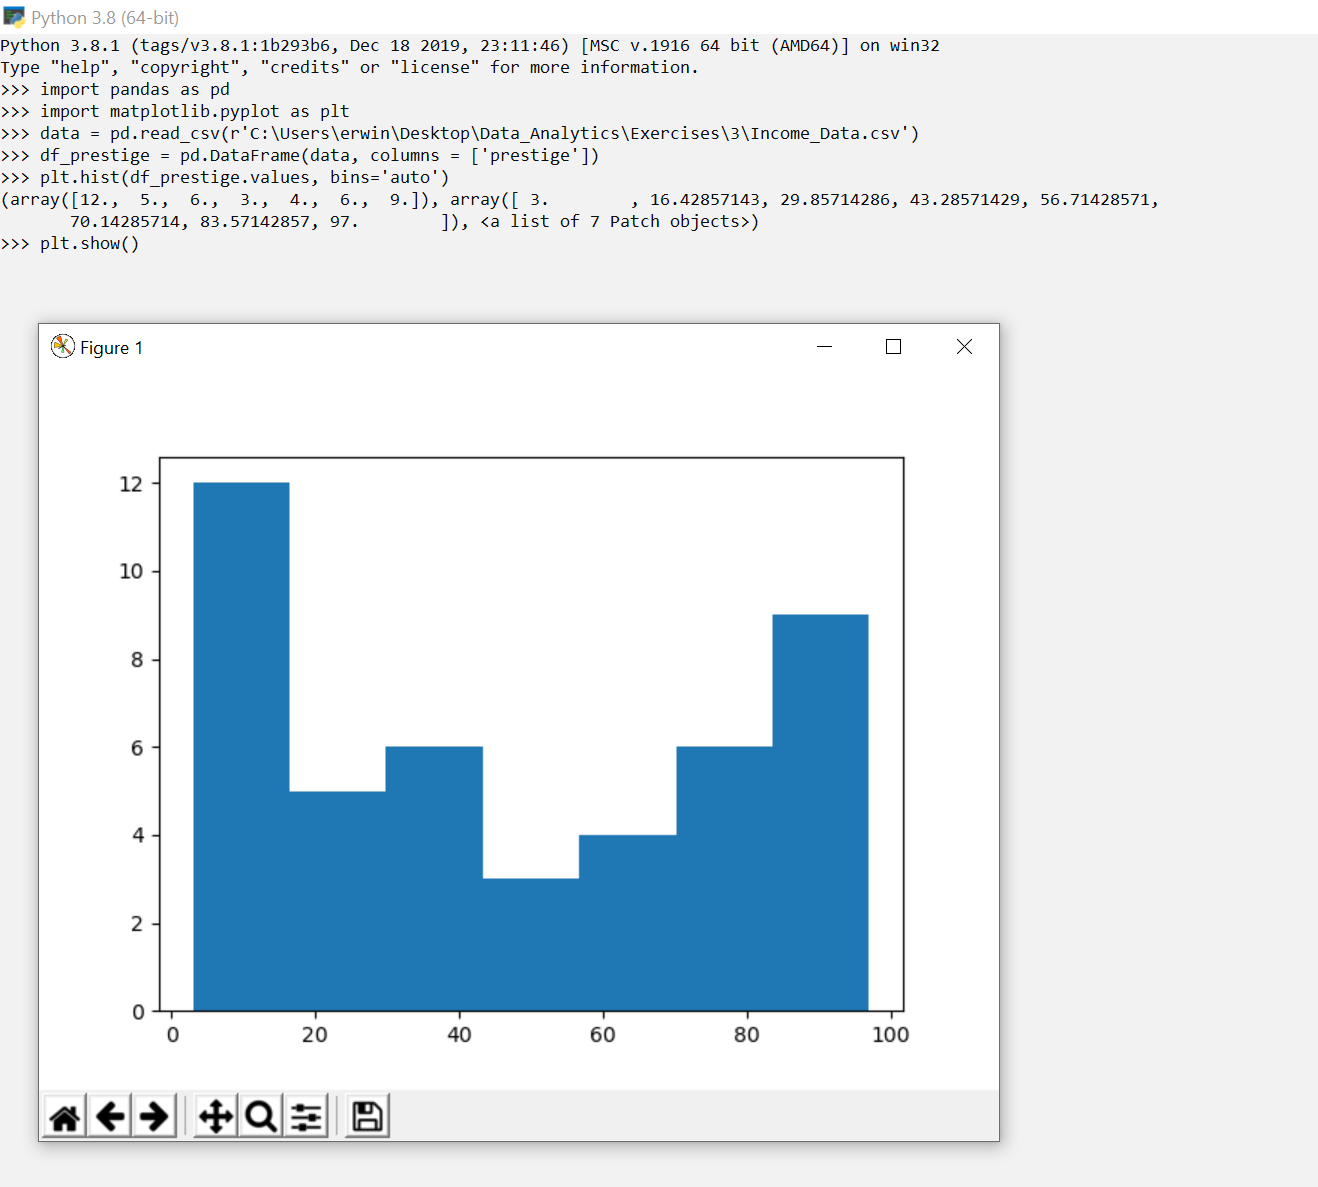 Python 3.8 (64-bit)
Python 3.8.1 (tags/v3.8.1:1b293b6, Dec 18 2019, 23:11:46) [MSC v.1916 64 bit (AMD64)] on win32
Type "help", "copyright", "credits" or "license" for more information.
>>> import pandas as pd
>>> import matplotlib.pyplot as plt
>>> data = pd.read_csv(r'C:\Users\erwin\Desktop\Data_Analytics\Exercises\3\Income_Data.csv')
>>> df_prestige = pd.DataFrame(data, columns = ['prestige'])
>>> plt.hist(df_prestige.values, bins='auto')
(array([12.,  5.,  6.,  3.,  4.,  6.,  9.]), array([ 3.        , 16.42857143, 29.85714286, 43.28571429, 56.71428571,
       70.14285714, 83.57142857, 97.        ]), <a list of 7 Patch objects>)
>>> plt.show()
Figure 1
12
10
8
6
4
2
0
0 20 40 60 80 100